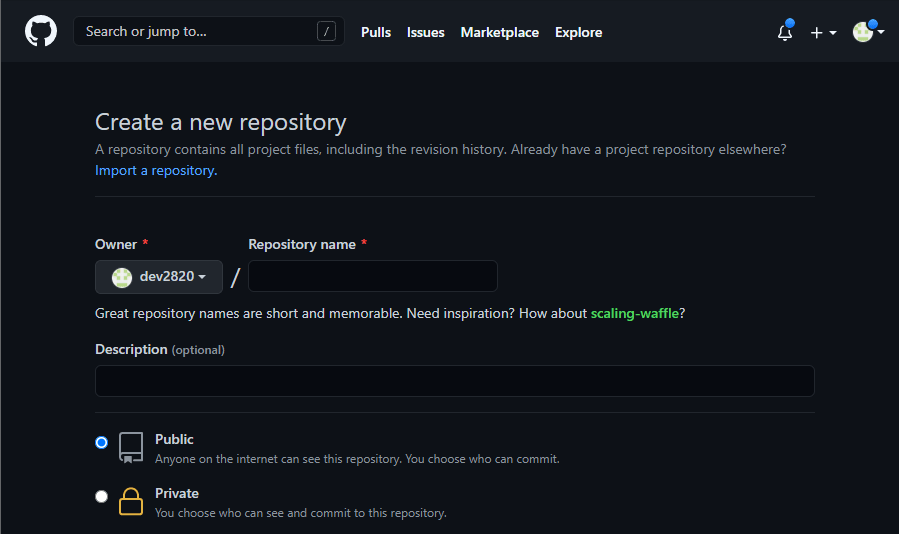 Search or jump to... /
Pulls Issues Marketplace Explore
Create a new repository
A repository contains all project files, including the revision history. Already have a project repository elsewhere?
Import a repository.
Owner * Repository name *
dev2820 /
Great repository names are short and memorable. Need inspiration? How about scaling-waffle?
Description (optional)
Public
Anyone on the internet can see this repository. You choose who can commit.
Private
You choose who can see and commit to this repository.